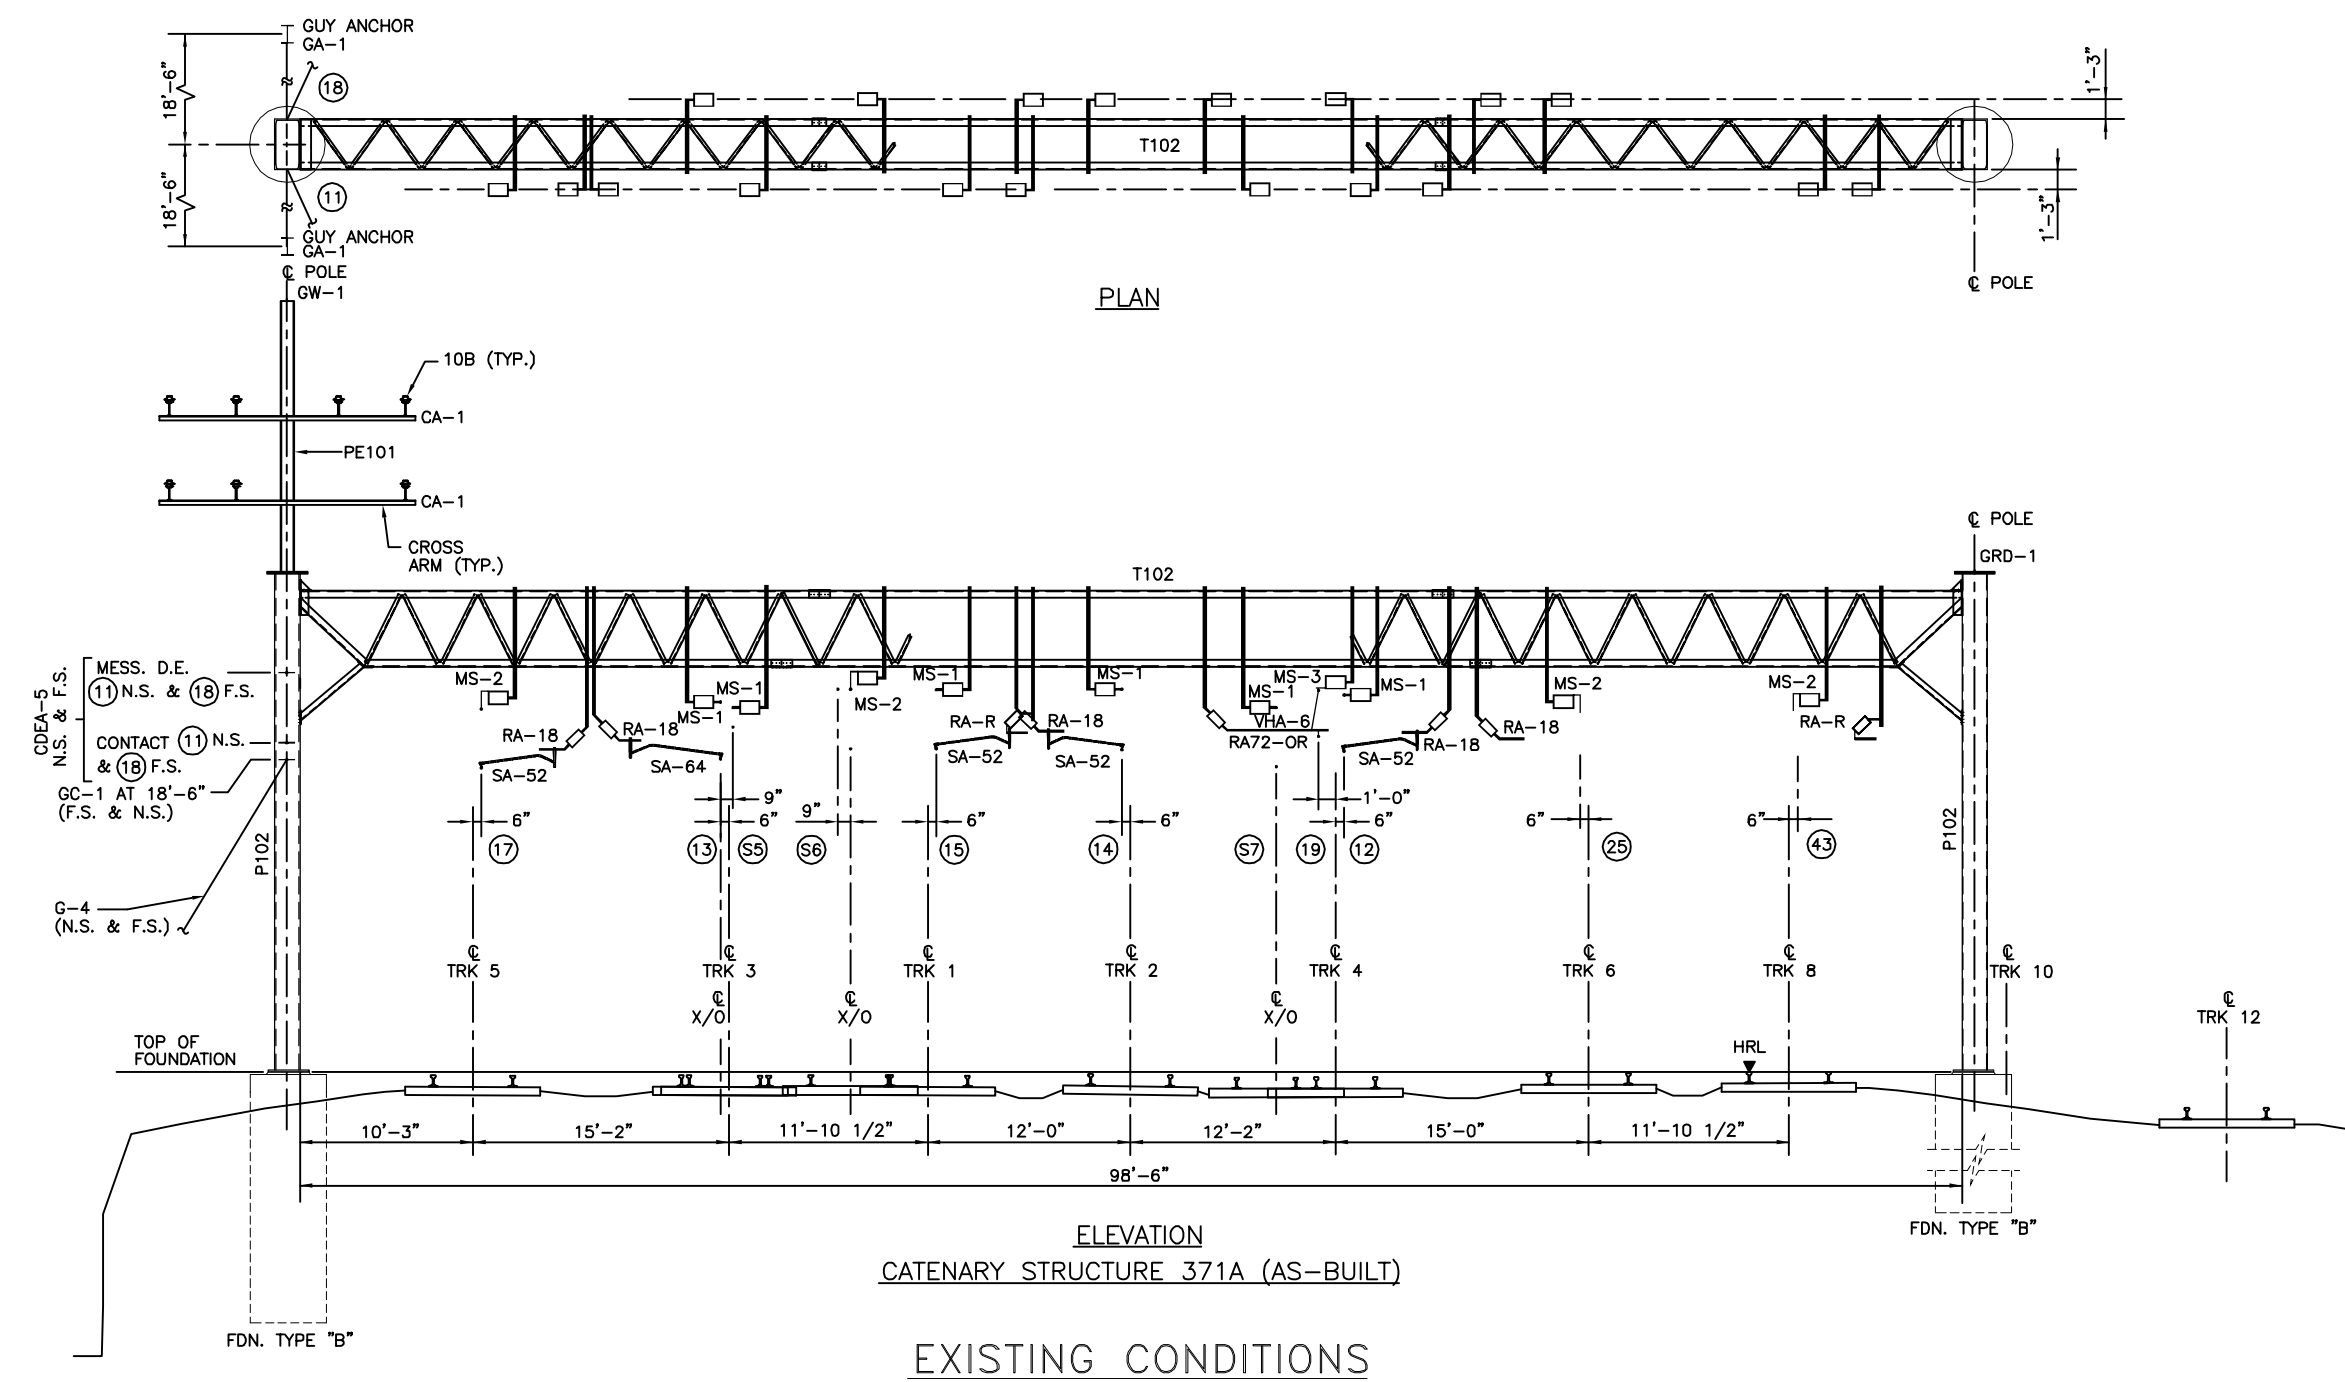 GUY ANCHOR
GA-1
18'-6"
18
1'-3"
T102
18'-6"
11
GUY ANCHOR
GA-1
1'-3"
℄ POLE
GW-1
℄ POLE
PLAN
10B (TYP.)
CA-1
PE101
CA-1
CROSS
ARM (TYP.)
℄ POLE
GRD-1
T102
CDEA-5
N.S. & F.S.
MESS. D.E.
11 N.S. & 18 F.S.
CONTACT 11 N.S.
& 18 F.S.
GC-1 AT 18'-6"
(F.S. & N.S.)
P102
G-4
(N.S. & F.S.)
MS-2
MS-1
MS-1
MS-2
MS-1
MS-1
MS-3
MS-1
MS-1
MS-2
MS-2
RA-18
RA-18
RA-R
RA-18
VHA-6
RA72-OR
RA-18
RA-18
RA-R
SA-52
SA-64
SA-52
SA-52
SA-52
9"
1'-0"
6"
6"
9"
6"
6"
6"
6"
6"
17
13
S5
S6
15
14
S7
19
12
25
43
P102
℄
TRK 5
℄
TRK 3
℄
TRK 1
℄
TRK 2
℄
TRK 4
℄
TRK 6
℄
TRK 8
℄
TRK 10
℄
X/O
℄
X/O
℄
X/O
℄
TRK 12
TOP OF
FOUNDATION
HRL
10'-3"
15'-2"
11'-10 1/2"
12'-0"
12'-2"
15'-0"
11'-10 1/2"
98'-6"
FDN. TYPE "B"
ELEVATION
CATENARY STRUCTURE 371A (AS-BUILT)
FDN. TYPE "B"
EXISTING CONDITIONS